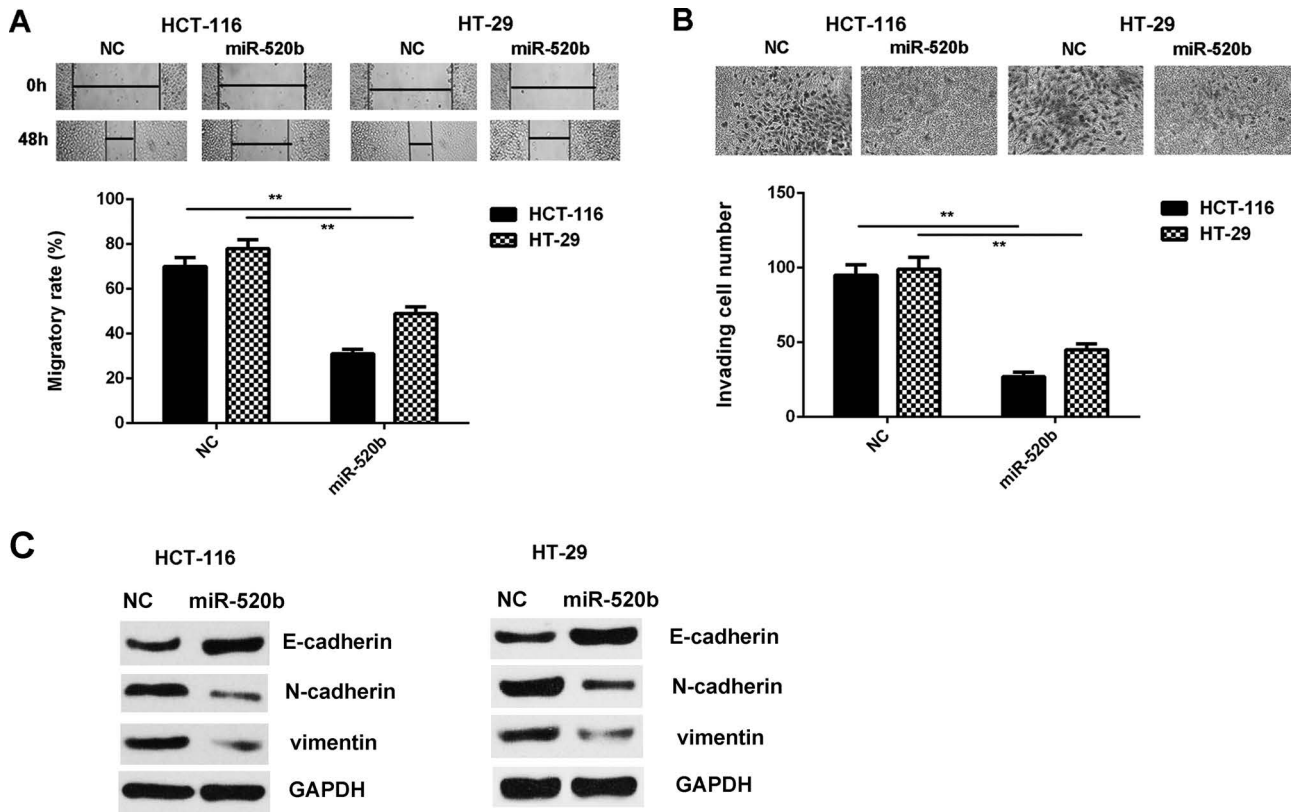 A
HCT-116 HT-29
NC miR-520b NC miR-520b
0h
48h
100
80
60
40
20
0
Migratory rate (%)
** 
**
HCT-116
HT-29
NC
miR-520b
B
HCT-116 HT-29
NC miR-520b NC miR-520b
150
100
50
0
Invading cell number
**
**
HCT-116
HT-29
NC
miR-520b
C
HCT-116
NC miR-520b
E-cadherin
N-cadherin
vimentin
GAPDH
HT-29
NC miR-520b
E-cadherin
N-cadherin
vimentin
GAPDH